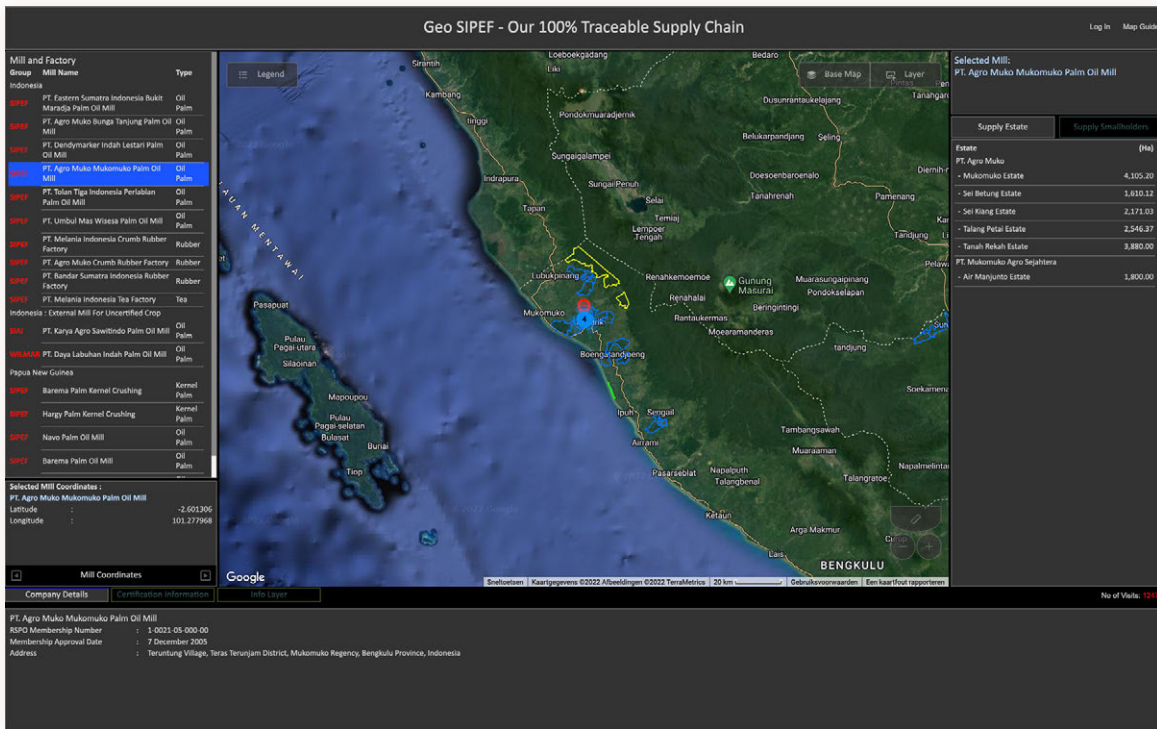 Geo SIPEF - Our 100% Traceable Supply Chain
Log In Map Guide
Mill and Factory
Group Mill Name Type
Indonesia
SIPEF PT. Eastern Sumatra Indonesia Bukit Maradja Palm Oil Mill Oil Palm
SIPEF PT. Agro Muko Bunga Tanjung Palm Oil Mill Oil Palm
SIPEF PT. Dendymarker Indah Lestari Palm Oil Mill Oil Palm
PT. Agro Muko Mukomuko Palm Oil Mill Oil Palm
SIPEF PT. Tolan Tiga Indonesia Perlabian Palm Oil Mill Oil Palm
SIPEF PT. Umbul Mas Wisesa Palm Oil Mill Oil Palm
SIPEF PT. Melania Indonesia Crumb Rubber Factory Rubber
SIPEF PT. Agro Muko Crumb Rubber Factory Rubber
SIPEF PT. Bandar Sumatra Indonesia Rubber Factory Rubber
SIPEF PT. Melania Indonesia Tea Factory Tea
Indonesia : External Mill For Uncertified Crop
PT. Karya Agro Sawitindo Palm Oil Mill Oil Palm
WILMAR PT. Daya Labuhan Indah Palm Oil Mill Oil Palm
Papua New Guinea
SIPEF Barema Palm Kernel Crushing Kernel Palm
SIPEF Hargy Palm Kernel Crushing Kernel Palm
SIPEF Navo Palm Oil Mill Oil Palm
SIPEF Barema Palm Oil Mill Oil Palm
Selected Mill Coordinates :
PT. Agro Muko Mukomuko Palm Oil Mill
Latitude : -2.601306
Longitude : 101.277968
Mill Coordinates
Legend
Base Map
Layer
Siranth
Loeboekgadang
Liki
Bedaro
Kambang
Dusunrantaukelajang
Tanahgar
tinggi
Pondokmuaradjernik
Belukarpandjang
Seling
Sungaigalampei
Indrapura
Sungai Penuh
Doesoenbaroenalo
Diernih
Selai
Tanahrenah
Pamenang
Tapan
Temiaj
Lempoer Tengah
Tandjung
LAUAN MENTAWAI
Lubukpinang
Renahkemoemoe
Gunung Masurai
Muarasungaipinang
Pondokselapan
Pasapuat
Renahalai
Beringintingi
Mukomuko
4
Rantaukermas
Moearamanderas
Pulau Pagai-utara
Silaoinan
Boengatandjoeng
tandjung
Mapoupou
Soekamena
Ipuh
Sengail
Pulau Pagai-selatan
Bulasat
Buriai
Tambangsawah
Airrami
Muaraaman
Tiop
Pasarseblat
Napalputh
Talangbenal
Napalmelintan
Talangratoe
Ketaun
Arga Makmur
Lais
BENGKULU
Google
Sneltoetsen Kaartgegevens ©2022 Afbeeldingen ©2022 TerraMetrics 20 km Gebruiksvoorwaarden Een kaartfout rapporteren
Selected Mill:
PT. Agro Muko Mukomuko Palm Oil Mill
Supply Estate Supply Smallholders
Estate (Ha)
PT. Agro Muko
- Mukomuko Estate 4,105.20
- Sei Betung Estate 1,610.12
- Sei Kiang Estate 2,171.03
- Talang Petai Estate 2,546.37
- Tanah Rekah Estate 3,880.00
PT. Mukomuko Agro Sejahtera
- Air Manjunto Estate 1,800.00
Company Details Certification Information Info Layer
No of Visits:
PT. Agro Muko Mukomuko Palm Oil Mill
RSPO Membership Number : 1-0021-05-000-00
Membership Approval Date : 7 December 2005
Address : Teruntung Village, Teras Terunjam District, Mukomuko Regency, Bengkulu Province, Indonesia